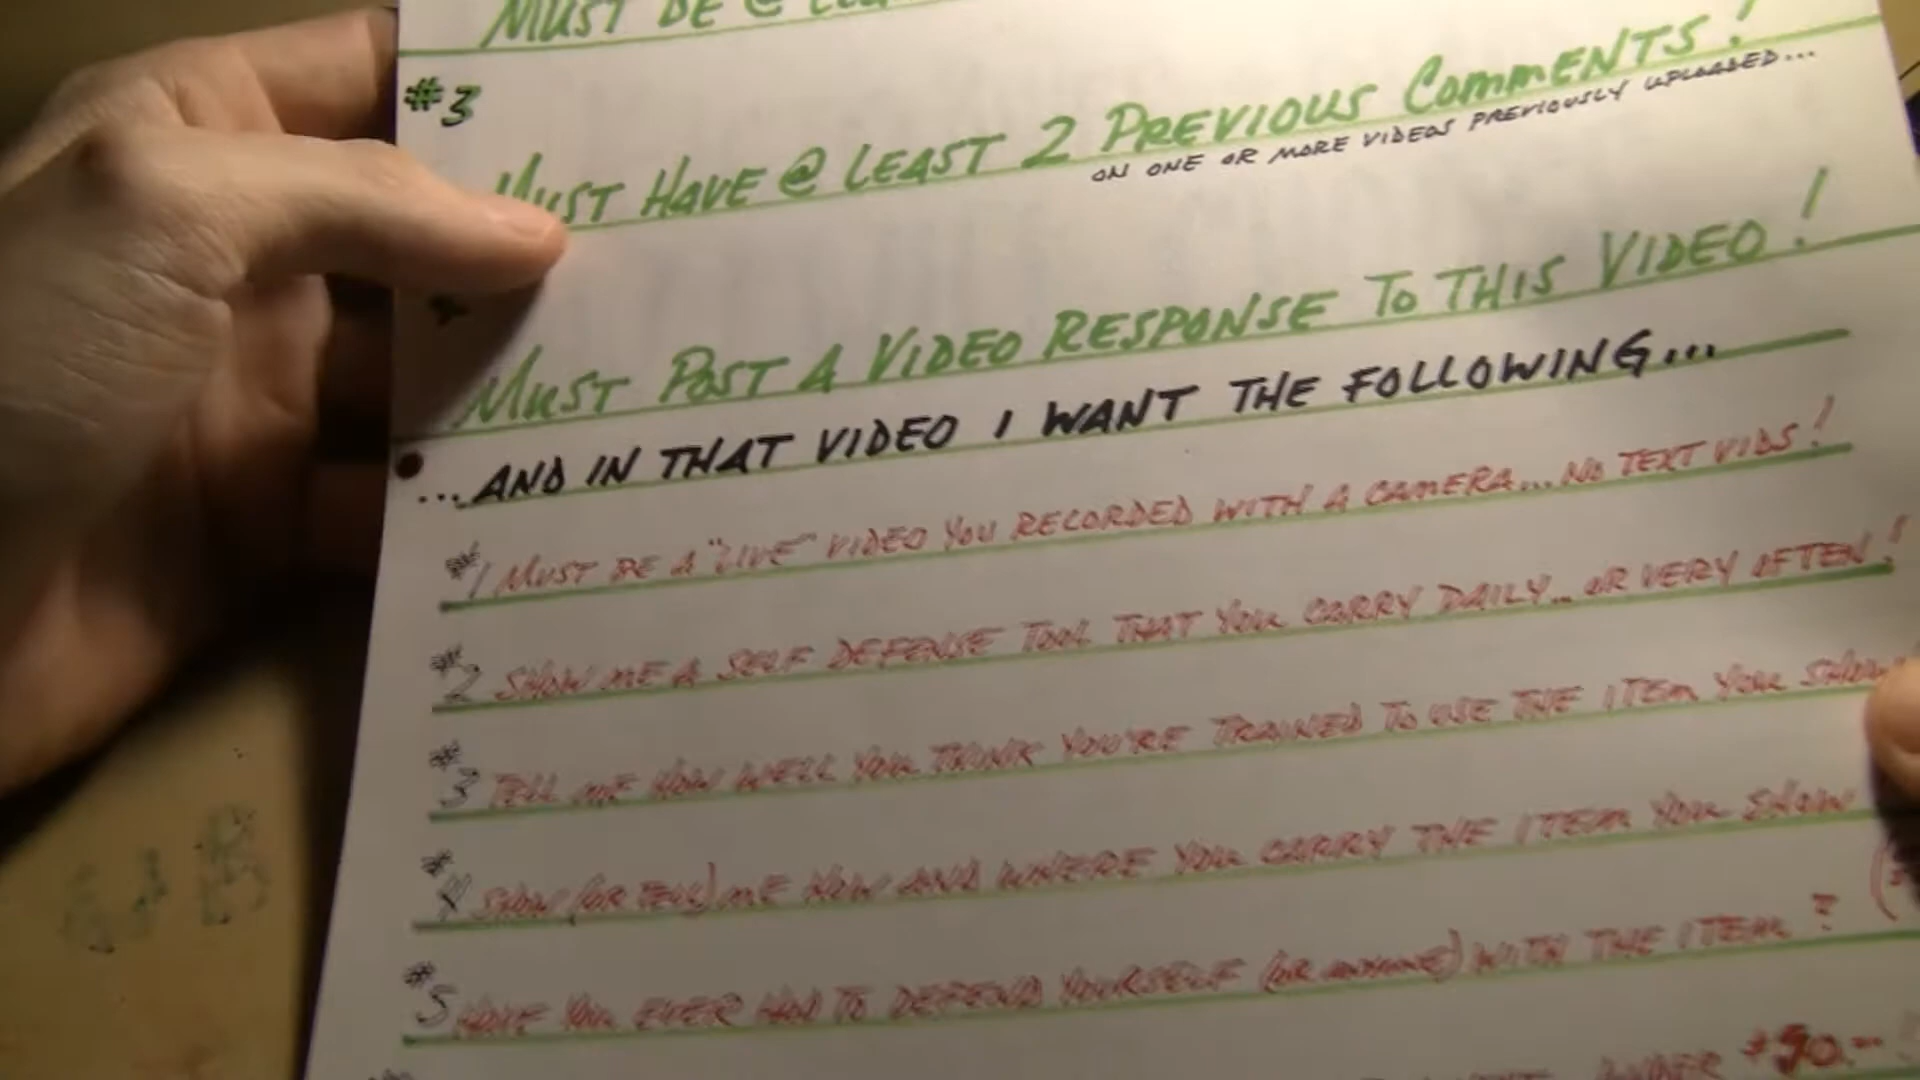 MUST BE @
#3
MUST HAVE @ LEAST 2 PREVIOUS COMMENTS!
ON ONE OR MORE VIDEOS PREVIOUSLY UPLOADED...
MUST POST A VIDEO RESPONSE TO THIS VIDEO!
...AND IN THAT VIDEO I WANT THE FOLLOWING...
#1 MUST BE A "LIVE" VIDEO YOU RECORDED WITH A CAMERA... NO TEXT VIDS!
#2 SHOW ME A SELF DEFENSE TOOL THAT YOU CARRY DAILY... OR VERY OFTEN!
#3 TELL ME HOW WELL YOU THINK YOU'RE TRAINED TO USE THE ITEM YOU SHOW
#4 SHOW (OR TELL) ME HOW AND WHERE YOU CARRY THE ITEM YOU SHOW
#5 HAVE YOU EVER HAD TO DEFEND YOURSELF (OR ANYONE) WITH THE ITEM?
UNDER $50.-